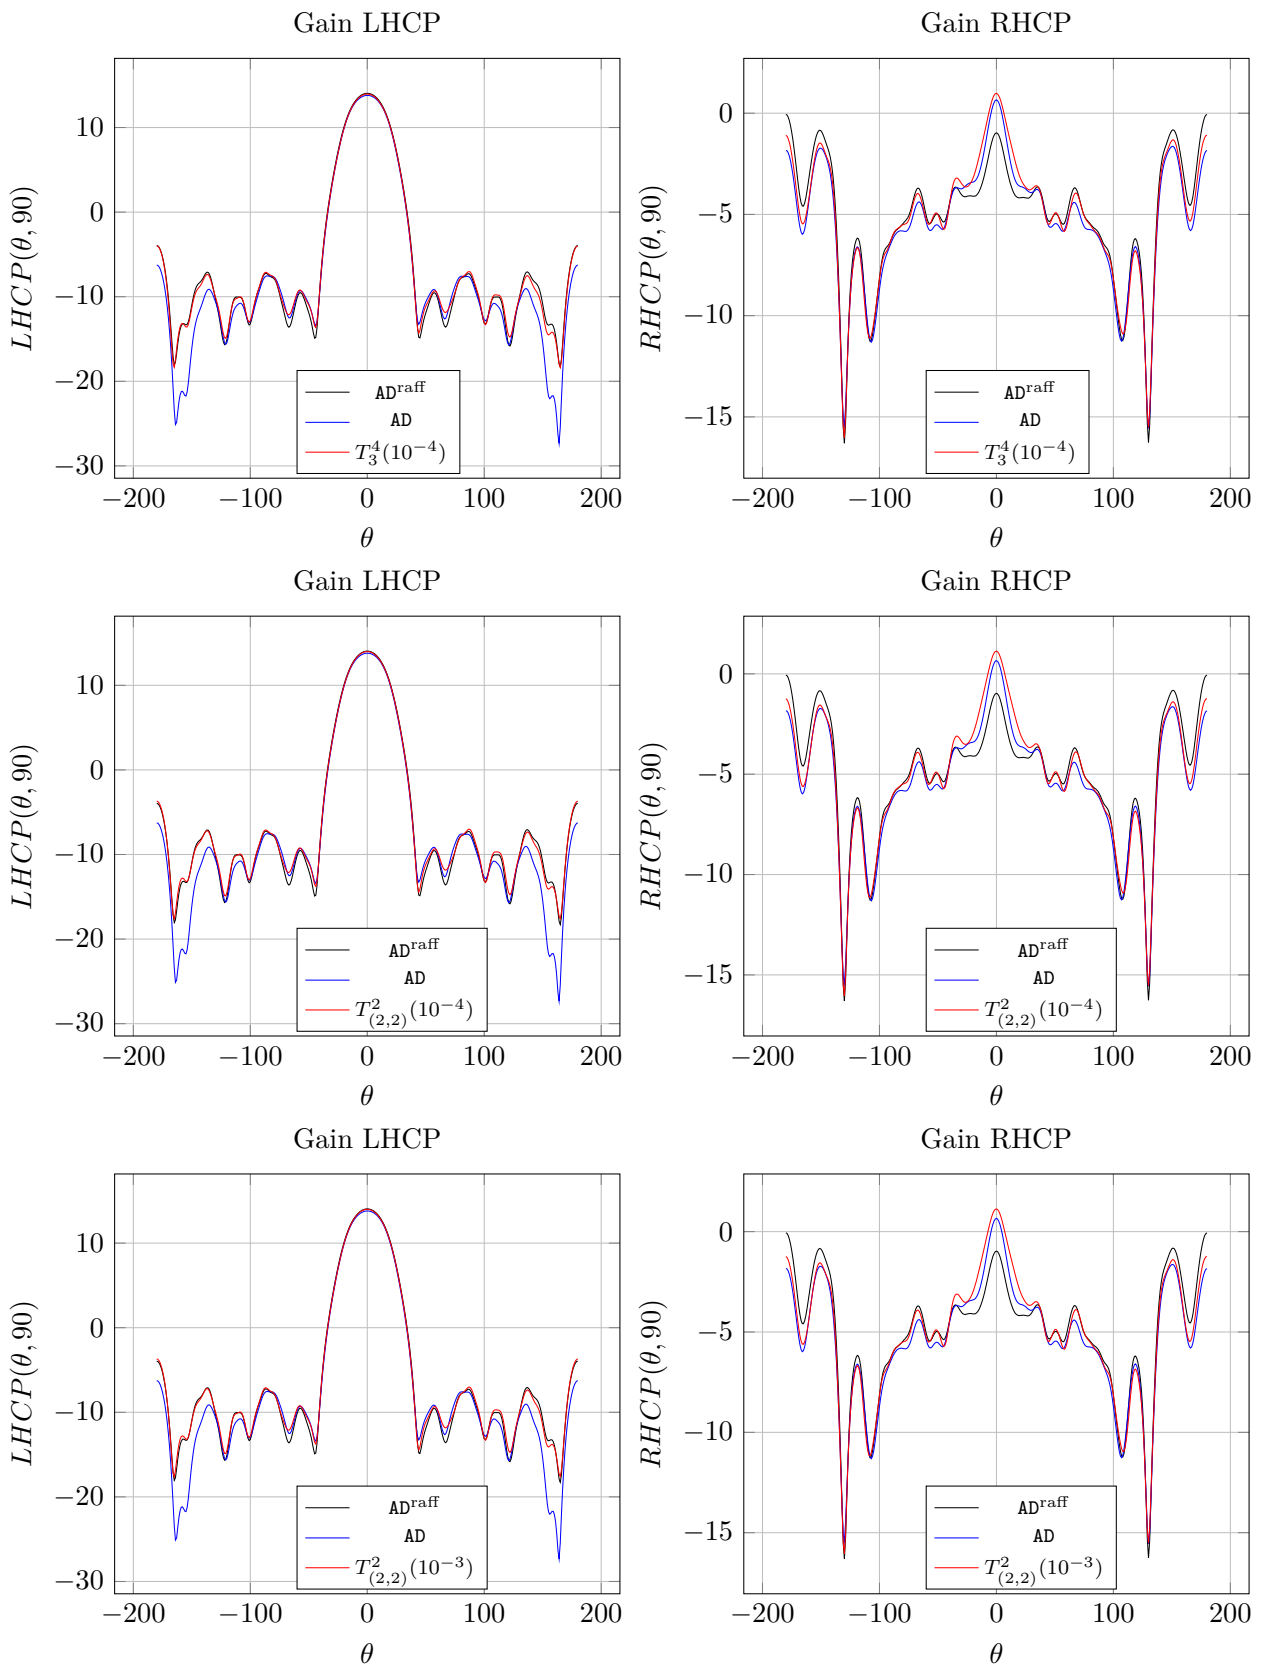 Gain LHCP
Gain RHCP
10
0
−10
−20
−30
LHCP(θ, 90)
AD^raff
AD
T_3^4(10^−4)
−200 −100 0 100 200
θ
0
−5
−10
−15
RHCP(θ, 90)
AD^raff
AD
T_3^4(10^−4)
−200 −100 0 100 200
θ
Gain LHCP
Gain RHCP
10
0
−10
−20
−30
LHCP(θ, 90)
AD^raff
AD
T_(2,2)^2(10^−4)
−200 −100 0 100 200
θ
0
−5
−10
−15
RHCP(θ, 90)
AD^raff
AD
T_(2,2)^2(10^−4)
−200 −100 0 100 200
θ
Gain LHCP
Gain RHCP
10
0
−10
−20
−30
LHCP(θ, 90)
AD^raff
AD
T_(2,2)^2(10^−3)
−200 −100 0 100 200
θ
0
−5
−10
−15
RHCP(θ, 90)
AD^raff
AD
T_(2,2)^2(10^−3)
−200 −100 0 100 200
θ